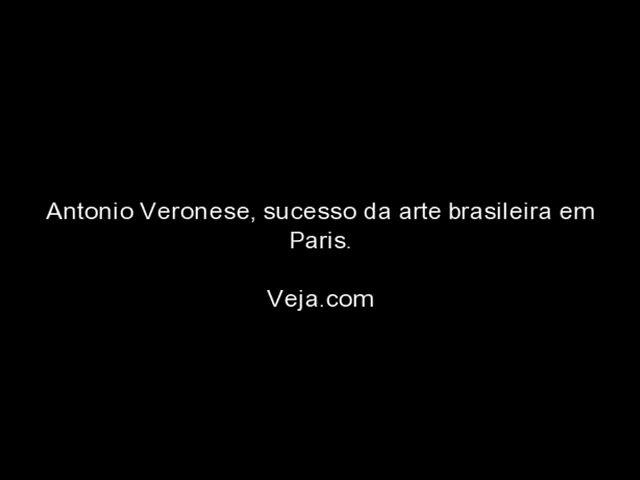 Antonio Veronese, sucesso da arte brasileira em
Paris.
Veja.com